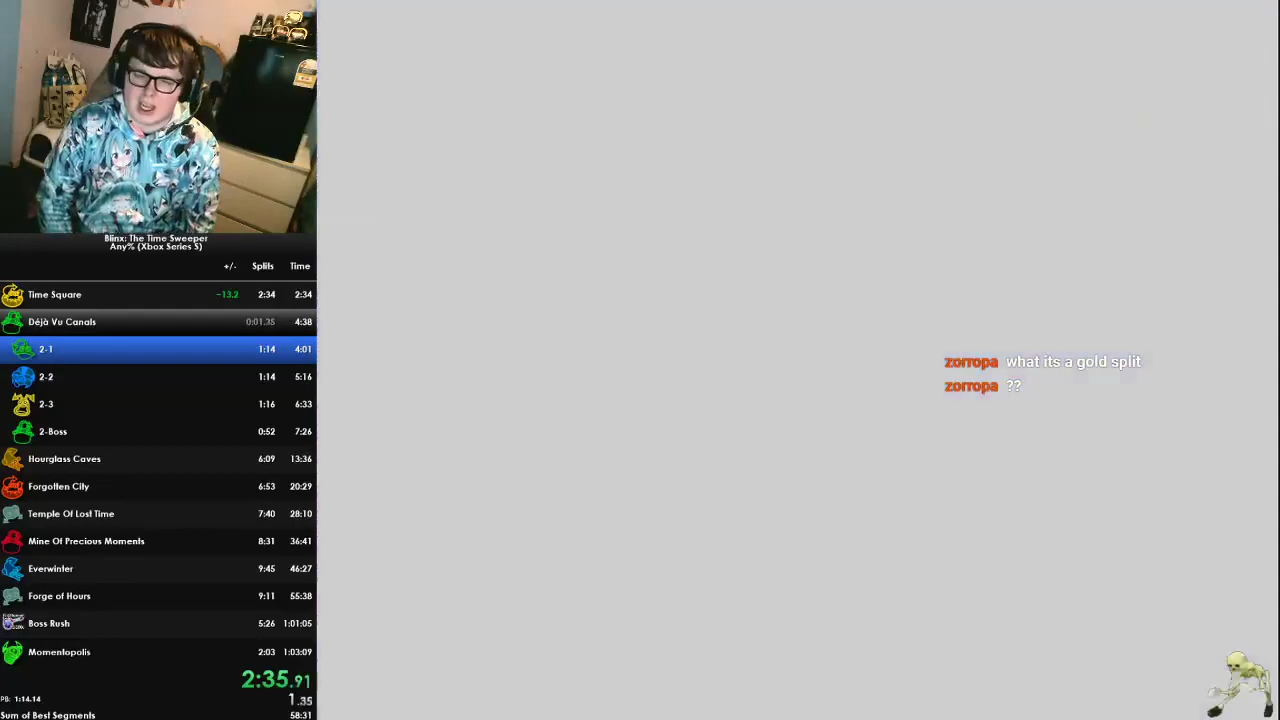 Blinx: The Time Sweeper
Any% (Xbox Series S)
+/- Splits Time
Time Square -13.2 2:34 2:34
Déjà Vu Canals 0:01.35 4:38
2-1 1:14 4:01
2-2 1:14 5:16
2-3 1:16 6:33
2-Boss 0:52 7:26
Hourglass Caves 6:09 13:36
Forgotten City 6:53 20:29
Temple Of Lost Time 7:40 28:10
Mine Of Precious Moments 8:31 36:41
Everwinter 9:45 46:27
Forge of Hours 9:11 55:38
Boss Rush 5:26 1:01:05
Momentopolis 2:03 1:03:09
2:35.91
PB: 1:14.14 1.35
Sum of Best Segments 58:31
zorropa what its a gold split
zorropa ??